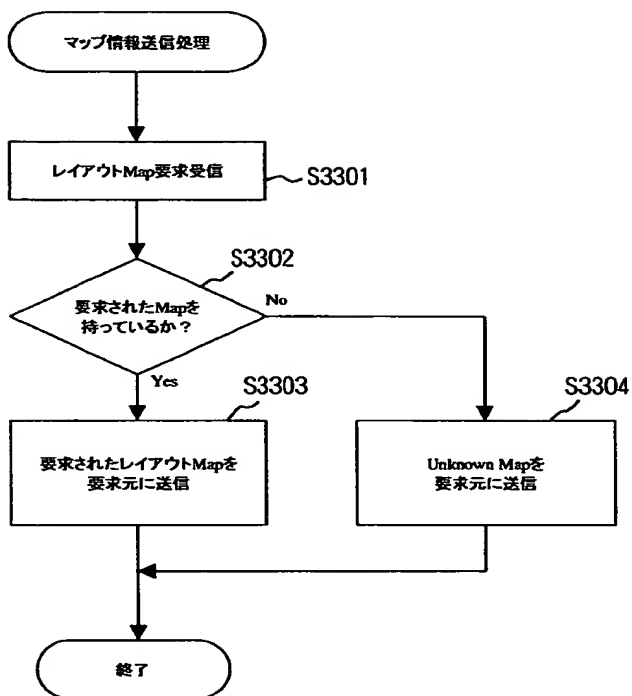 マップ情報送信処理
レイアウトMap要求受信
S3301
S3302
要求されたMapを
持っているか?
No
Yes
S3303
S3304
要求されたレイアウトMapを
要求元に送信
Unknown Mapを
要求元に送信
終了